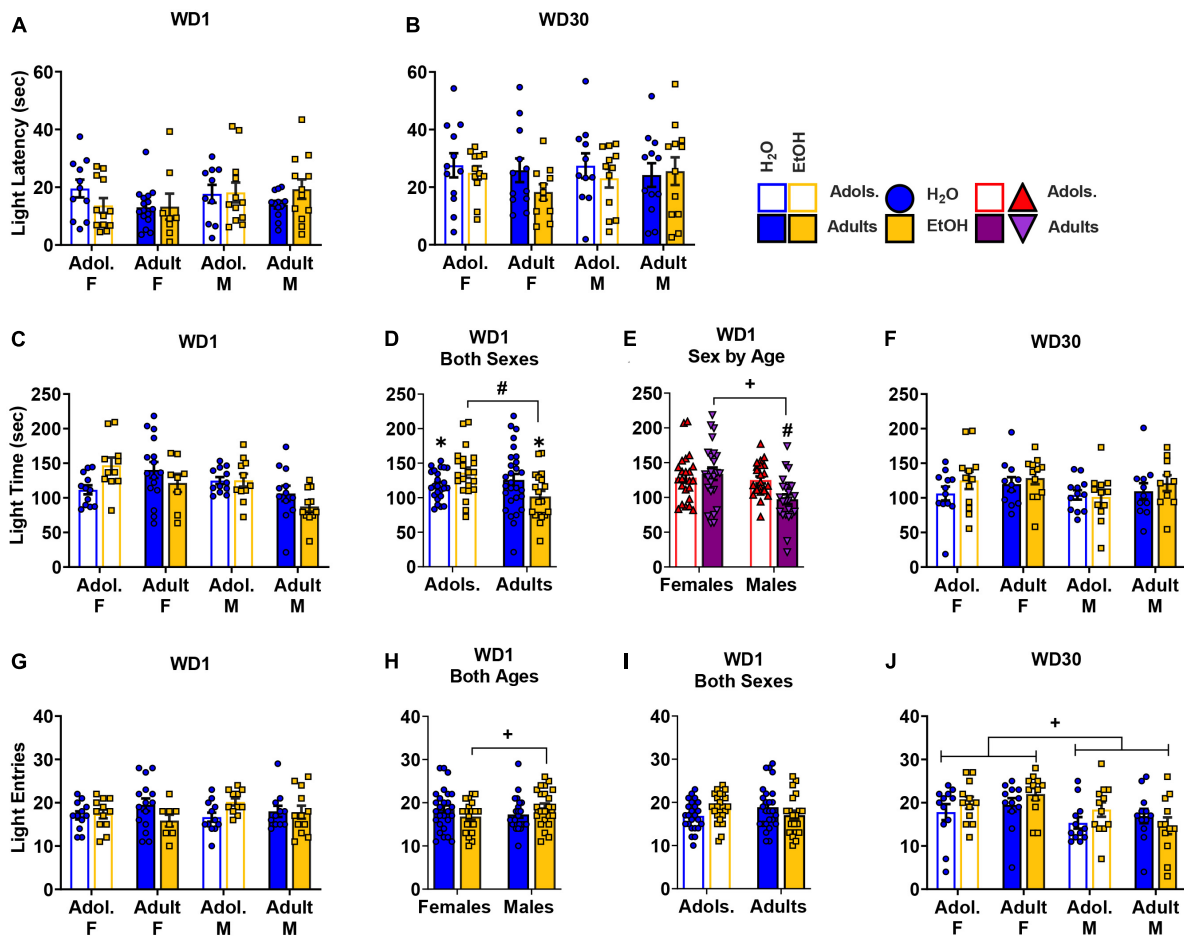 A
WD1
B
WD30
Light Latency (sec)
60
40
20
0
Adol. Adult Adol. Adult
F F M M
60
40
20
0
Adol. Adult Adol. Adult
F F M M
H2O
EtOH
Adols.
Adults
H2O
EtOH
Adols.
Adults
C
WD1
D
WD1
Both Sexes
E
WD1
Sex by Age
F
WD30
Light Time (sec)
250
200
150
100
50
0
Adol. Adult Adol. Adult
F F M M
250
200
150
100
50
0
#
* *
Adols. Adults
250
200
150
100
50
0
+
#
Females Males
250
200
150
100
50
0
Adol. Adult Adol. Adult
F F M M
G
WD1
H
WD1
Both Ages
I
WD1
Both Sexes
J
WD30
Light Entries
40
30
20
10
0
Adol. Adult Adol. Adult
F F M M
40
30
20
10
0
+
Females Males
40
30
20
10
0
Adols. Adults
40
30
20
10
0
+
Adol. Adult Adol. Adult
F F M M